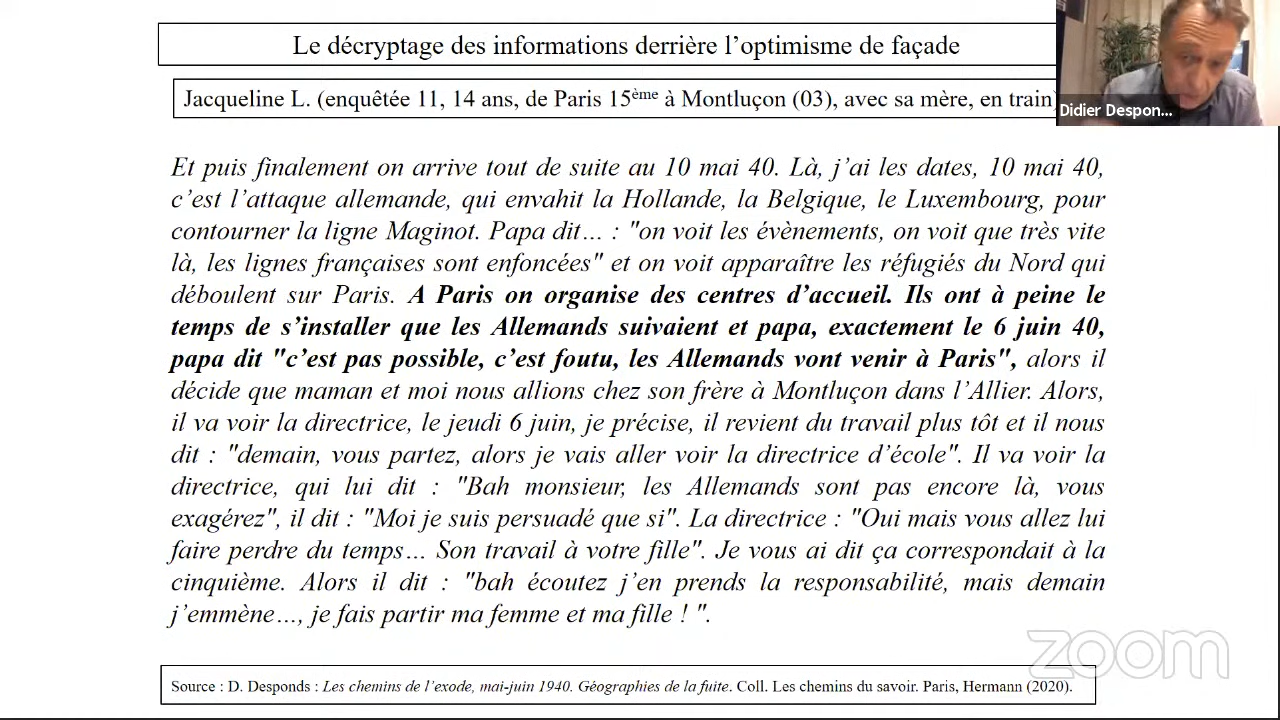 Le décryptage des informations derrière l’optimisme de façade
Jacqueline L. (enquêtée 11, 14 ans, de Paris 15ème à Montluçon (03), avec sa mère, en train)
Didier Despon...
Et puis finalement on arrive tout de suite au 10 mai 40. Là, j’ai les dates, 10 mai 40,
c’est l’attaque allemande, qui envahit la Hollande, la Belgique, le Luxembourg, pour
contourner la ligne Maginot. Papa dit… : "on voit les évènements, on voit que très vite
là, les lignes françaises sont enfoncées" et on voit apparaître les réfugiés du Nord qui
déboulent sur Paris. A Paris on organise des centres d’accueil. Ils ont à peine le
temps de s’installer que les Allemands suivaient et papa, exactement le 6 juin 40,
papa dit "c’est pas possible, c’est foutu, les Allemands vont venir à Paris", alors il
décide que maman et moi nous allions chez son frère à Montluçon dans l’Allier. Alors,
il va voir la directrice, le jeudi 6 juin, je précise, il revient du travail plus tôt et il nous
dit : "demain, vous partez, alors je vais aller voir la directrice d’école". Il va voir la
directrice, qui lui dit : "Bah monsieur, les Allemands sont pas encore là, vous
exagérez", il dit : "Moi je suis persuadé que si". La directrice : "Oui mais vous allez lui
faire perdre du temps… Son travail à votre fille". Je vous ai dit ça correspondait à la
cinquième. Alors il dit : "bah écoutez j’en prends la responsabilité, mais demain
j’emmène…, je fais partir ma femme et ma fille ! ".
zoom
Source : D. Desponds : Les chemins de l’exode, mai-juin 1940. Géographies de la fuite. Coll. Les chemins du savoir. Paris, Hermann (2020).